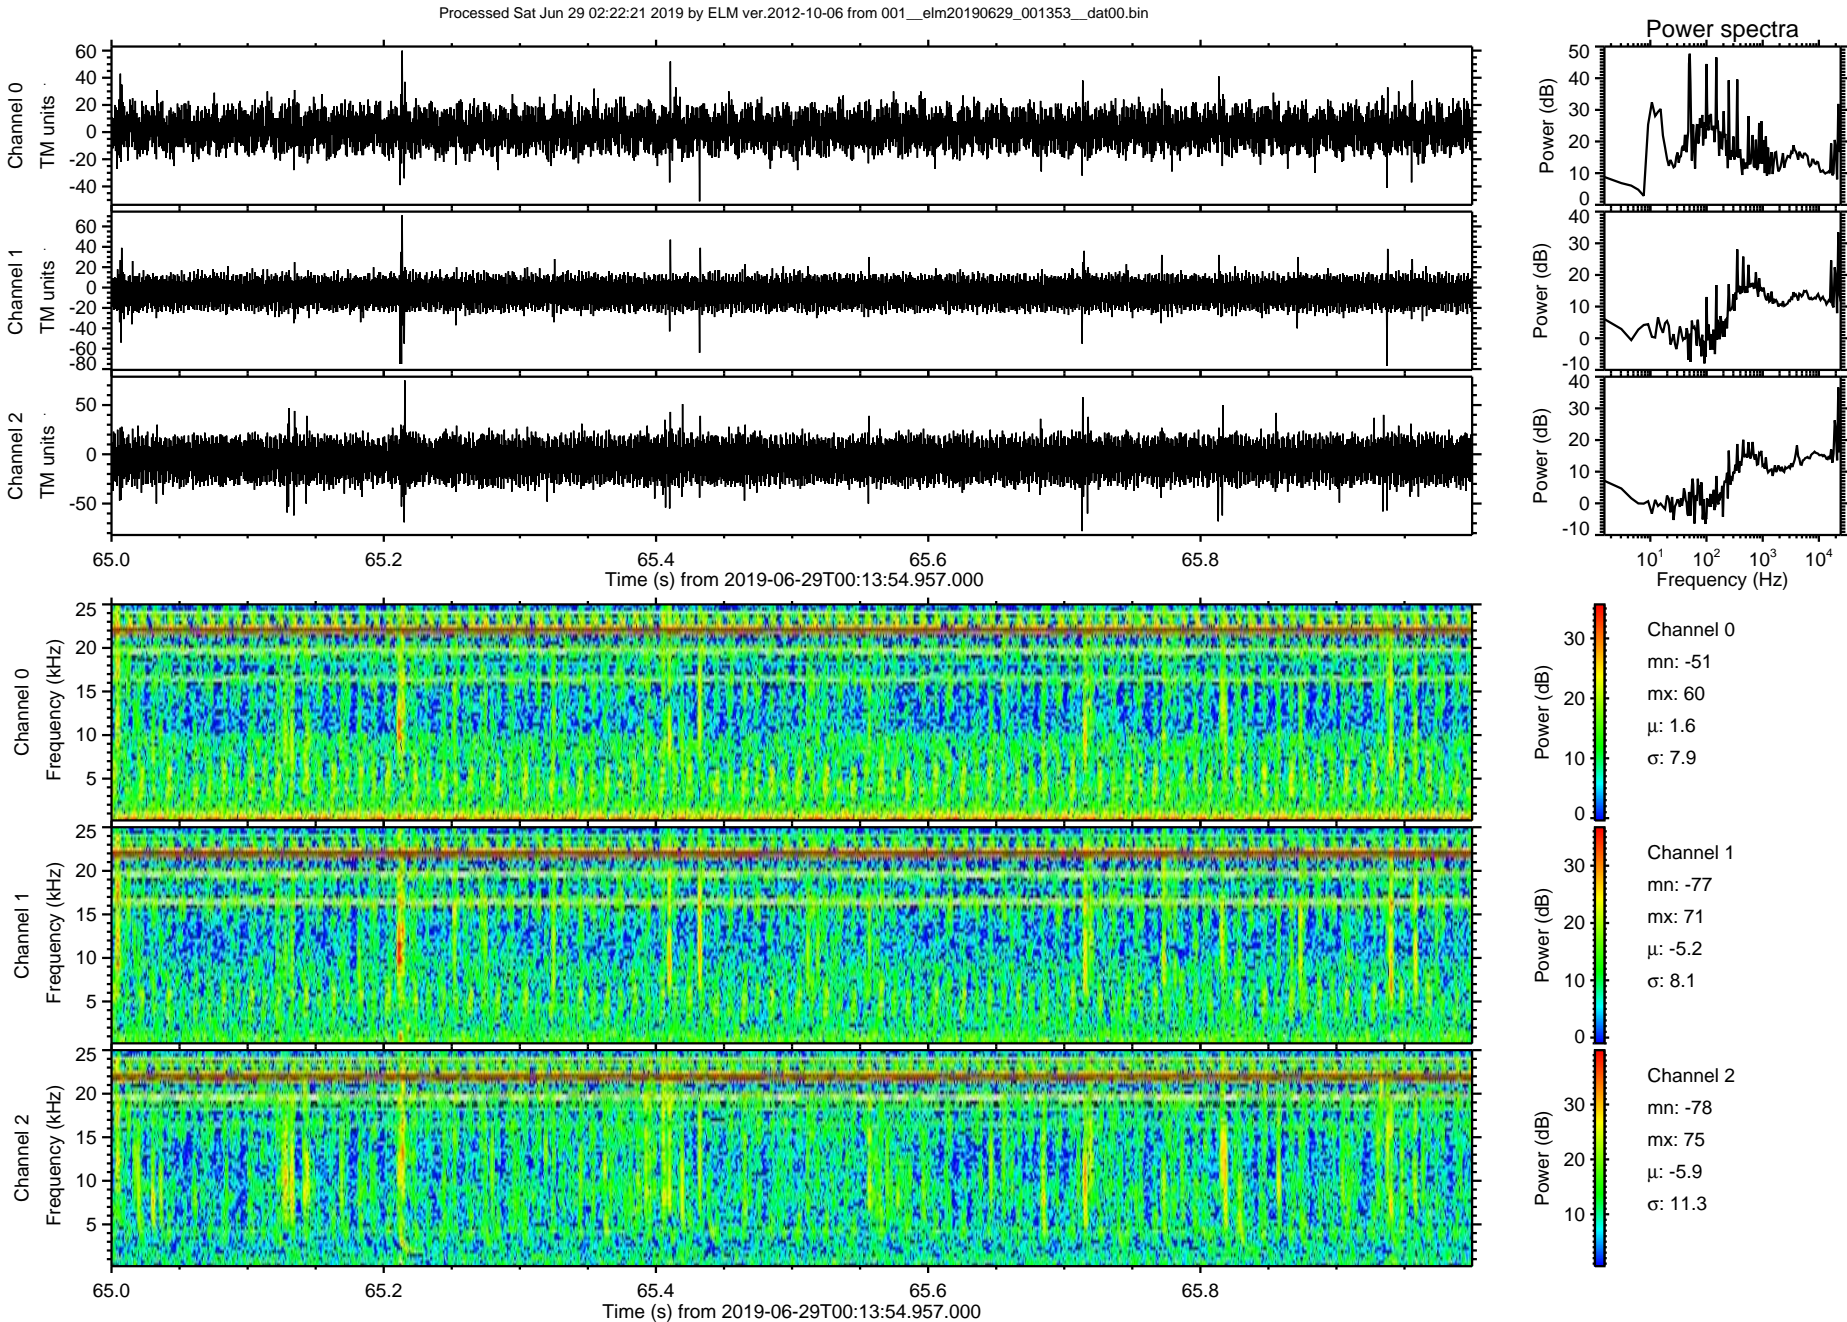 Processed Sat Jun 29 02:22:21 2019 by ELM ver.2012-10-06 from 001__elm20190629_001353__dat00.bin
Power spectra
Channel 0
TM units
60
40
20
0
-20
-40
Power (dB)
50
40
30
20
10
0
Channel 1
TM units
60
40
20
0
-20
-40
-60
-80
Power (dB)
40
30
20
10
0
-10
Channel 2
TM units
50
0
-50
Power (dB)
40
30
20
10
0
-10
65.0 65.2 65.4 65.6 65.8
Time (s) from 2019-06-29T00:13:54.957.000
10^1 10^2 10^3 10^4
Frequency (Hz)
Channel 0
Frequency (kHz)
25
20
15
10
5
Power (dB)
30
20
10
0
Channel 0
mn: -51
mx: 60
μ: 1.6
σ: 7.9
Channel 1
Frequency (kHz)
25
20
15
10
5
Power (dB)
30
20
10
0
Channel 1
mn: -77
mx: 71
μ: -5.2
σ: 8.1
Channel 2
Frequency (kHz)
25
20
15
10
5
Power (dB)
30
20
10
Channel 2
mn: -78
mx: 75
μ: -5.9
σ: 11.3
65.0 65.2 65.4 65.6 65.8
Time (s) from 2019-06-29T00:13:54.957.000